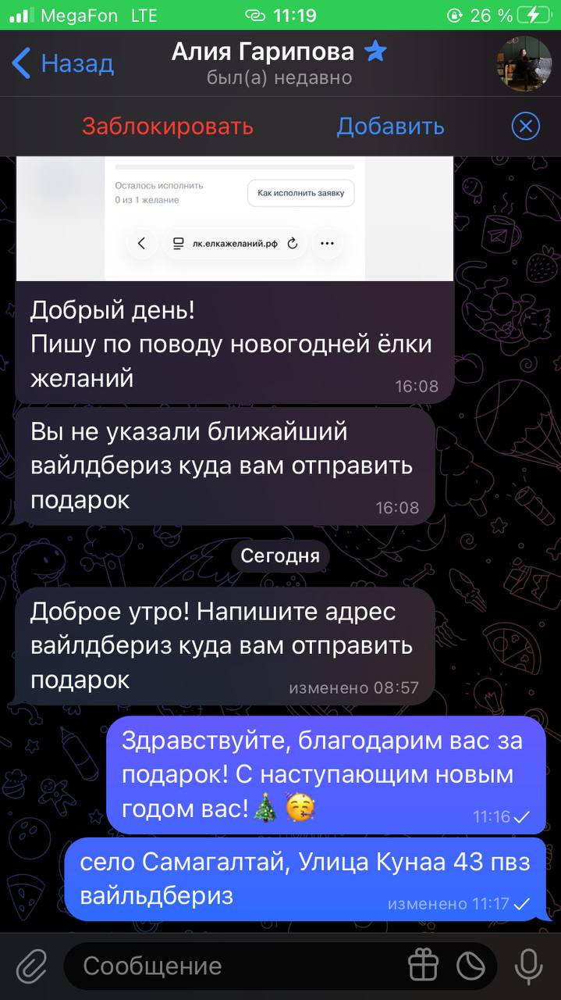 MegaFon LTE 11:19 26 %
Назад
Алия Гарипова
был(а) недавно
Заблокировать Добавить
Осталось исполнить
0 из 1 желание
Как исполнить заявку
лк.елкажеланий.рф
Добрый день!
Пишу по поводу новогодней ёлки
желаний
16:08
Вы не указали ближайший
вайлдбериз куда вам отправить
подарок
16:08
Сегодня
Доброе утро! Напишите адрес
вайлдбериз куда вам отправить
подарок
изменено 08:57
Здравствуйте, благодарим вас за
подарок! С наступающим новым
годом вас!🎄🥳
11:16
село Самагалтай, Улица Кунаа 43 пвз
вайльдбериз
изменено 11:17
Сообщение